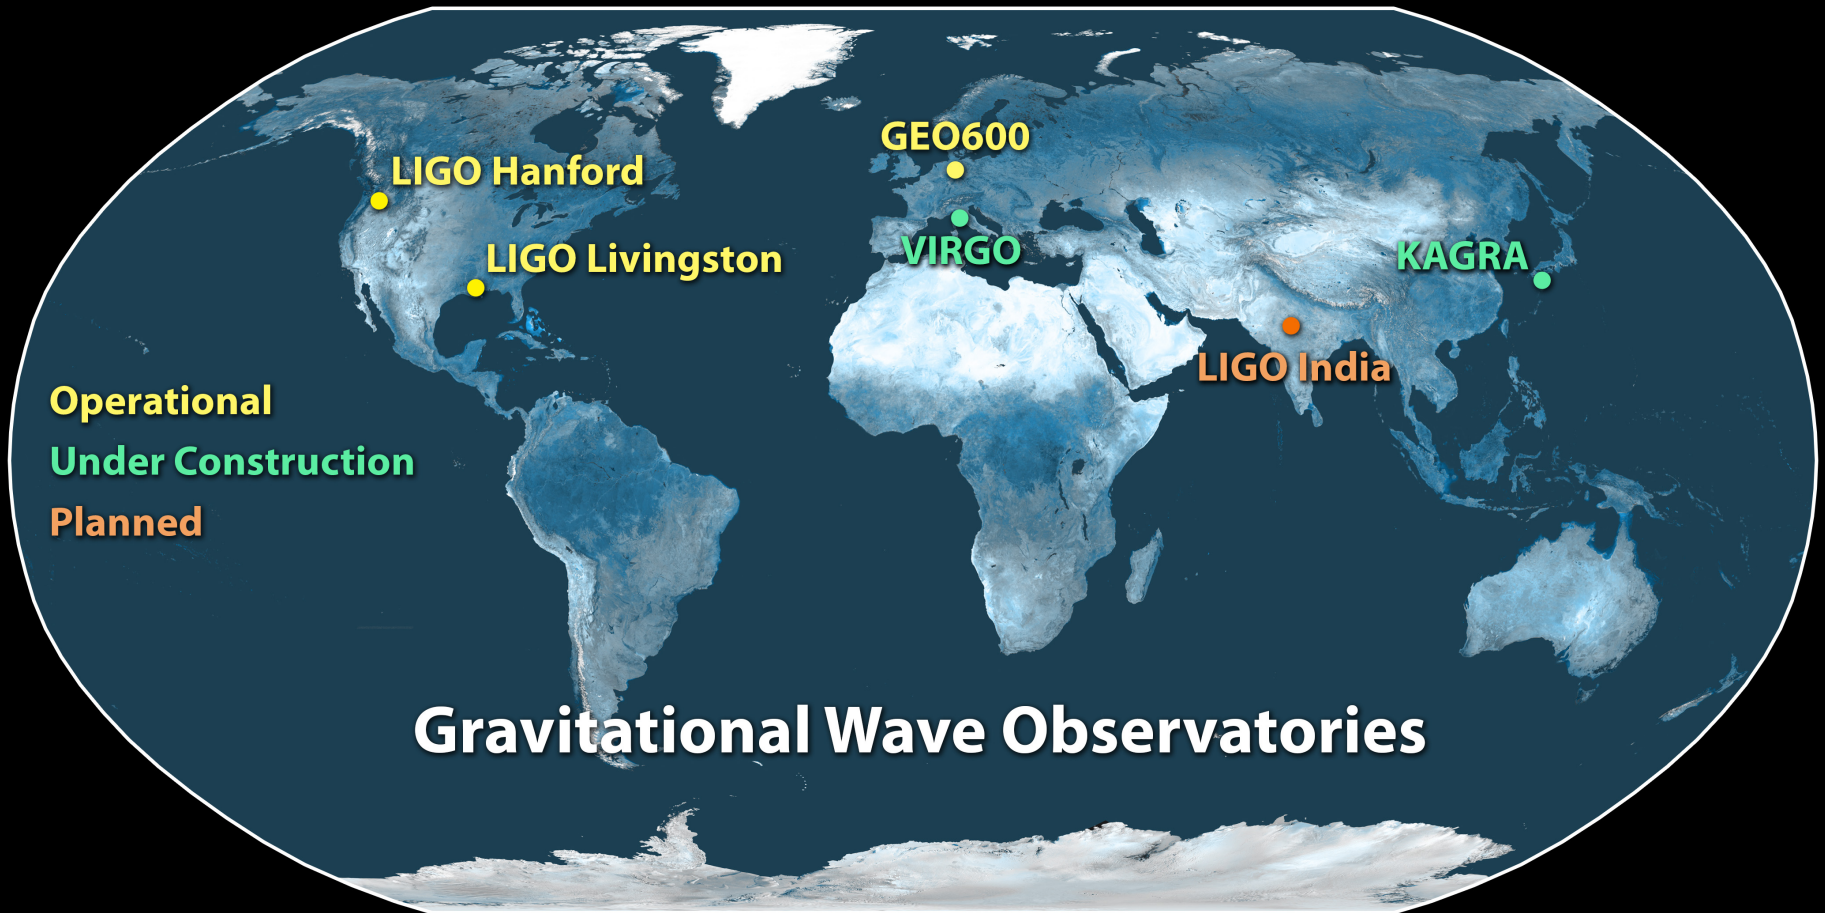 GEO600
LIGO Hanford
VIRGO
KAGRA
LIGO Livingston
LIGO India
Operational
Under Construction
Planned
Gravitational Wave Observatories